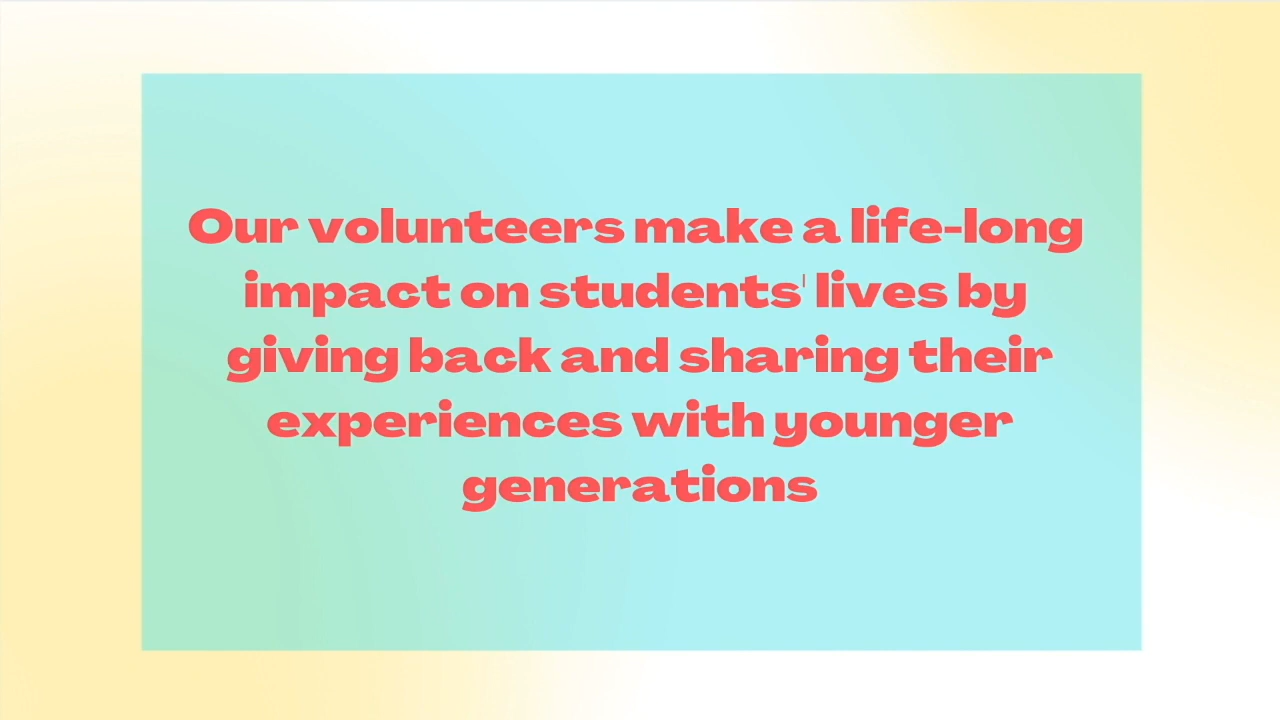 Our volunteers make a life-long
impact on students' lives by
giving back and sharing their
experiences with younger
generations